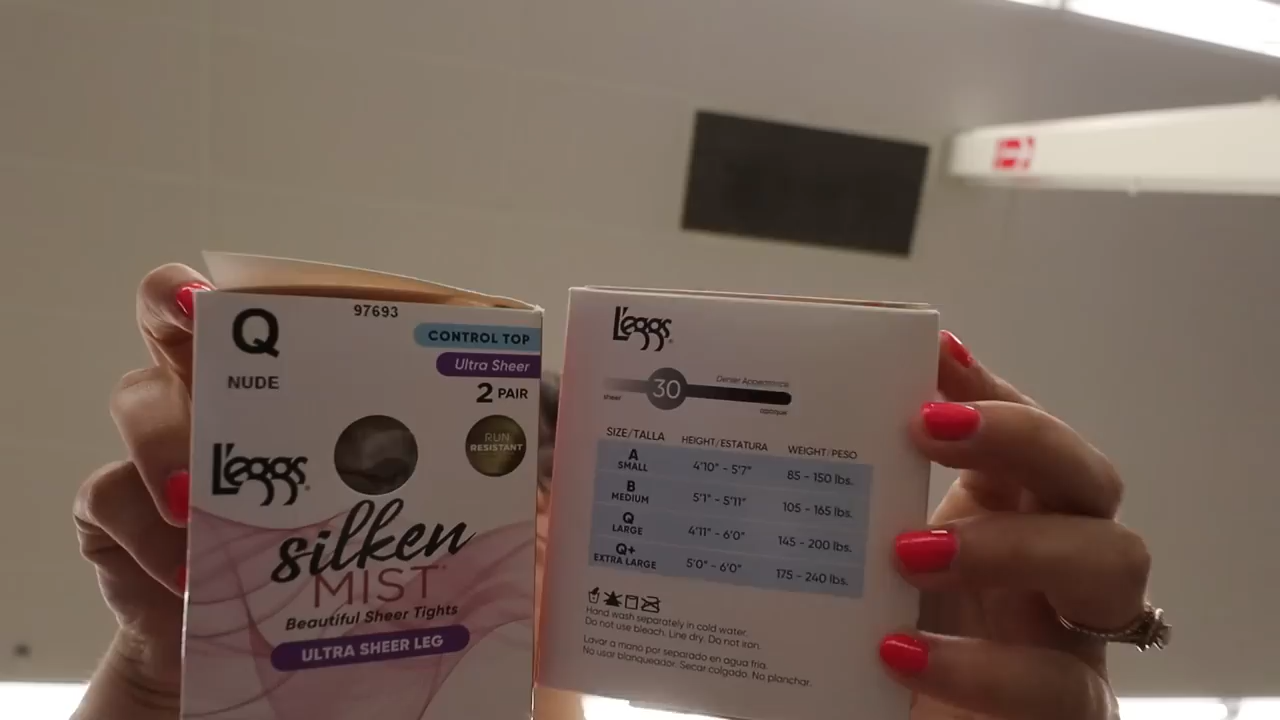 Q
NUDE
97693
CONTROL TOP
Ultra Sheer
2 PAIR
RUN
RESISTANT
L'eggs®
silken
MIST®
Beautiful Sheer Tights
ULTRA SHEER LEG
L'eggs®
30
Denier Appearance
sheer
opaque
SIZE/TALLA HEIGHT/ESTATURA WEIGHT/PESO
A
SMALL 4'10" - 5'7" 85 - 150 lbs.
B
MEDIUM 5'1" - 5'11" 105 - 165 lbs.
Q
LARGE 4'11" - 6'0" 145 - 200 lbs.
Q+
EXTRA LARGE 5'0" - 6'0" 175 - 240 lbs.
Hand wash separately in cold water.
Do not use bleach. Line dry. Do not iron.
Lavar a mano por separado en agua fría.
No usar blanqueador. Secar colgado. No planchar.